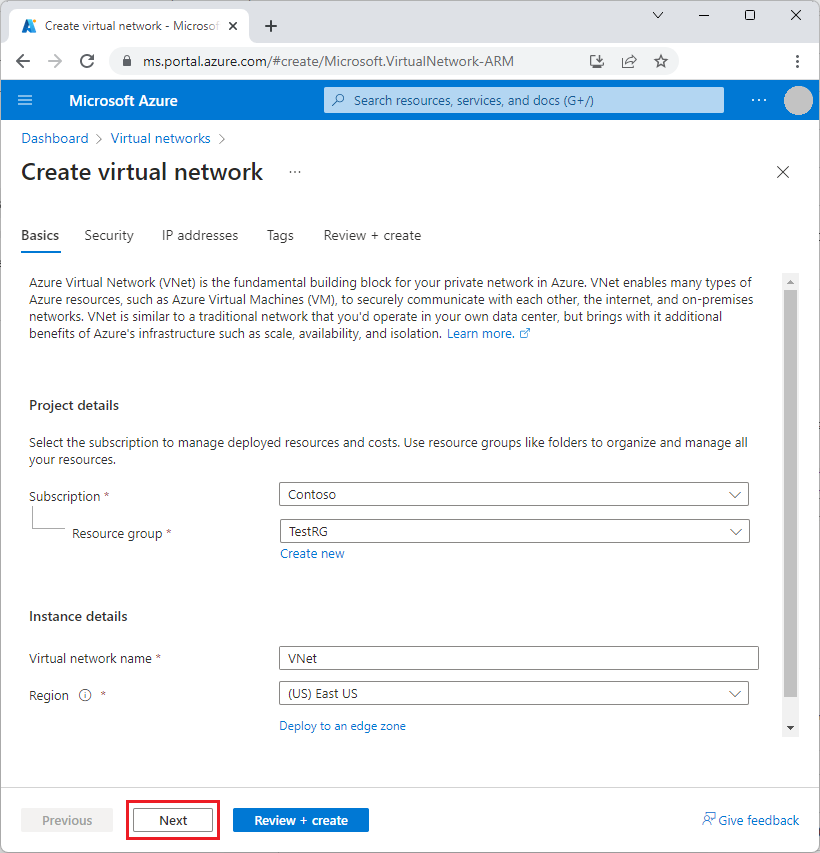 Create virtual network - Microsof
ms.portal.azure.com/#create/Microsoft.VirtualNetwork-ARM
Microsoft Azure
Search resources, services, and docs (G+/)
Dashboard > Virtual networks >
Create virtual network ...
Basics Security IP addresses Tags Review + create
Azure Virtual Network (VNet) is the fundamental building block for your private network in Azure. VNet enables many types of
Azure resources, such as Azure Virtual Machines (VM), to securely communicate with each other, the internet, and on-premises
networks. VNet is similar to a traditional network that you'd operate in your own data center, but brings with it additional
benefits of Azure's infrastructure such as scale, availability, and isolation. Learn more.
Project details
Select the subscription to manage deployed resources and costs. Use resource groups like folders to organize and manage all
your resources.
Subscription * Contoso
Resource group * TestRG
Create new
Instance details
Virtual network name * VNet
Region * (US) East US
Deploy to an edge zone
Previous Next Review + create Give feedback